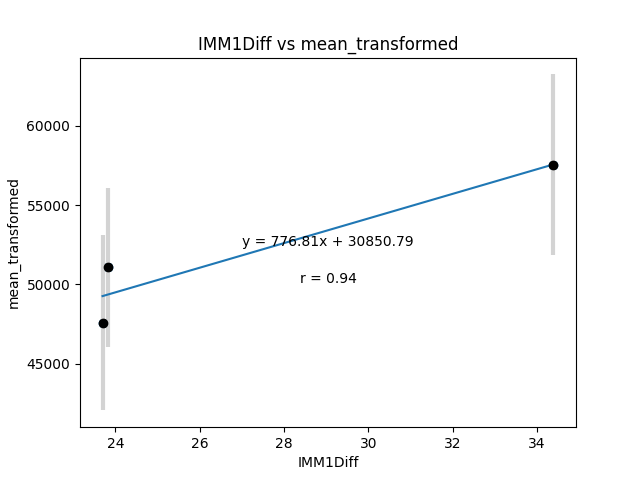 IMM1Diff vs mean_transformed
mean_transformed
60000
55000
50000
45000
y = 776.81x + 30850.79
r = 0.94
24 26 28 30 32 34
IMM1Diff